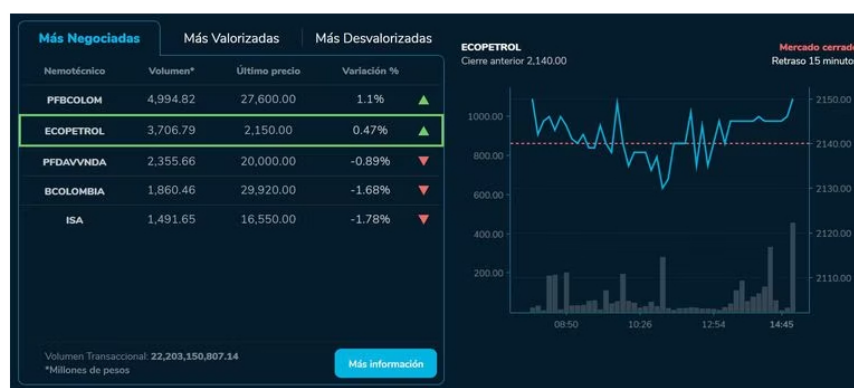 Más Negociadas Más Valorizadas Más Desvalorizadas
Nemotécnico Volumen* Último precio Variación %
PFBCOLOM 4,994.82 27,600.00 1.1%
ECOPETROL 3,706.79 2,150.00 0.47%
PFDAVVNDA 2,355.66 20,000.00 -0.89%
BCOLOMBIA 1,860.46 29,920.00 -1.68%
ISA 1,491.65 16,550.00 -1.78%
Volumen Transaccional: 22,203,150,807.14
*Millones de pesos
Más información
ECOPETROL Mercado cerrado
Cierre anterior 2,140.00 Retraso 15 minuto
1000.00
800.00
600.00
400.00
200.00
2150.00
2140.00
2130.00
2120.00
2110.00
08:50 10:26 12:54 14:45